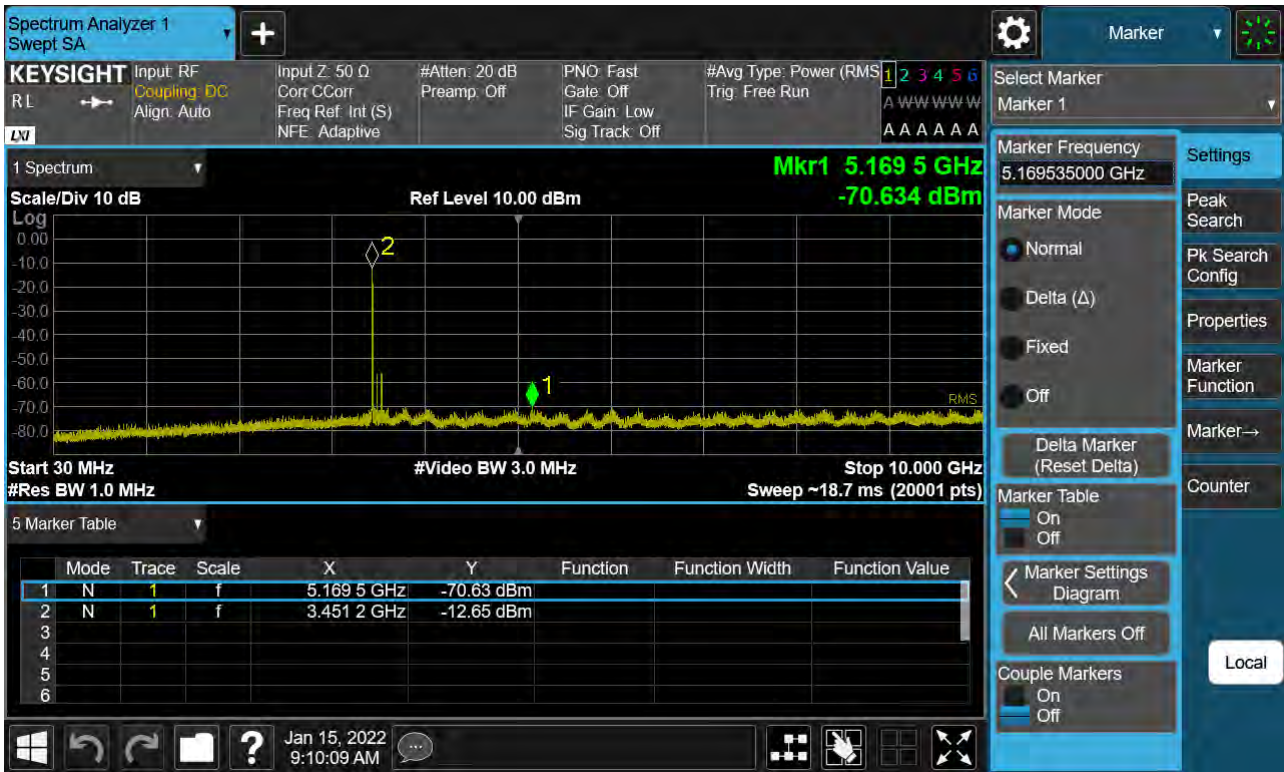 Spectrum Analyzer 1
Swept SA
+
Marker
KEYSIGHT
RL
LXI
Input: RF
Coupling: DC
Align: Auto
Input Z: 50 Ω
Corr CCorr
Freq Ref: Int (S)
NFE: Adaptive
#Atten: 20 dB
Preamp: Off
PNO: Fast
Gate: Off
IF Gain: Low
Sig Track: Off
#Avg Type: Power (RMS
Trig: Free Run
1 2 3 4 5 6
A W W W W W
A A A A A A
Select Marker
Marker 1
1 Spectrum
Mkr1 5.169 5 GHz
Scale/Div 10 dB
Ref Level 10.00 dBm
-70.634 dBm
Log
0.00
-10.0
-20.0
-30.0
-40.0
-50.0
-60.0
-70.0
-80.0
2
1
RMS
Start 30 MHz
#Video BW 3.0 MHz
Stop 10.000 GHz
#Res BW 1.0 MHz
Sweep ~18.7 ms (20001 pts)
5 Marker Table
Mode Trace Scale X Y Function Function Width Function Value
1 N 1 f 5.169 5 GHz -70.63 dBm
2 N 1 f 3.451 2 GHz -12.65 dBm
3
4
5
6
Marker Frequency
5.169535000 GHz
Marker Mode
Normal
Delta (Δ)
Fixed
Off
Delta Marker
(Reset Delta)
Marker Table
On
Off
Marker Settings
Diagram
All Markers Off
Couple Markers
On
Off
Settings
Peak
Search
Pk Search
Config
Properties
Marker
Function
Marker→
Counter
Local
?
Jan 15, 2022
9:10:09 AM